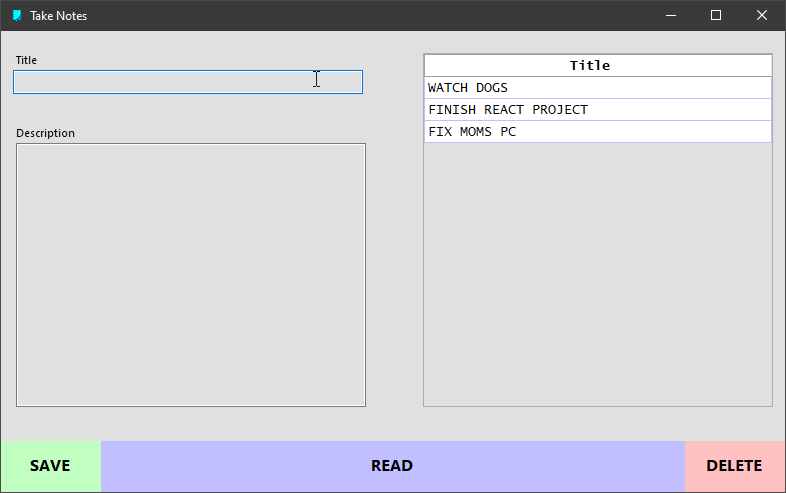 Take Notes
Title
Description
Title
WATCH DOGS
FINISH REACT PROJECT
FIX MOMS PC
SAVE
READ
DELETE